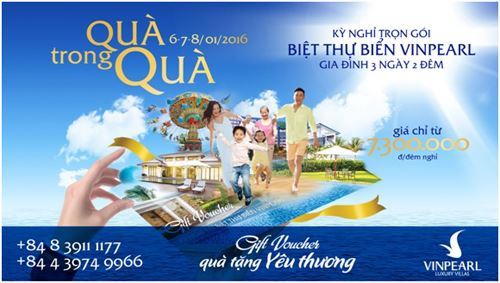 QUÀ
6-7-8/01/2016
trong QUÀ
KỲ NGHỈ TRỌN GÓI
BIỆT THỰ BIỂN VINPEARL
GIA ĐÌNH 3 NGÀY 2 ĐÊM
giá chỉ từ
7.300.000
đ/đêm nghỉ
Gift Voucher
+84 8 3911 1177
+84 4 3974 9966
Gift Voucher
quà tặng Yêu thương
VINPEARL
LUXURY VILLAS